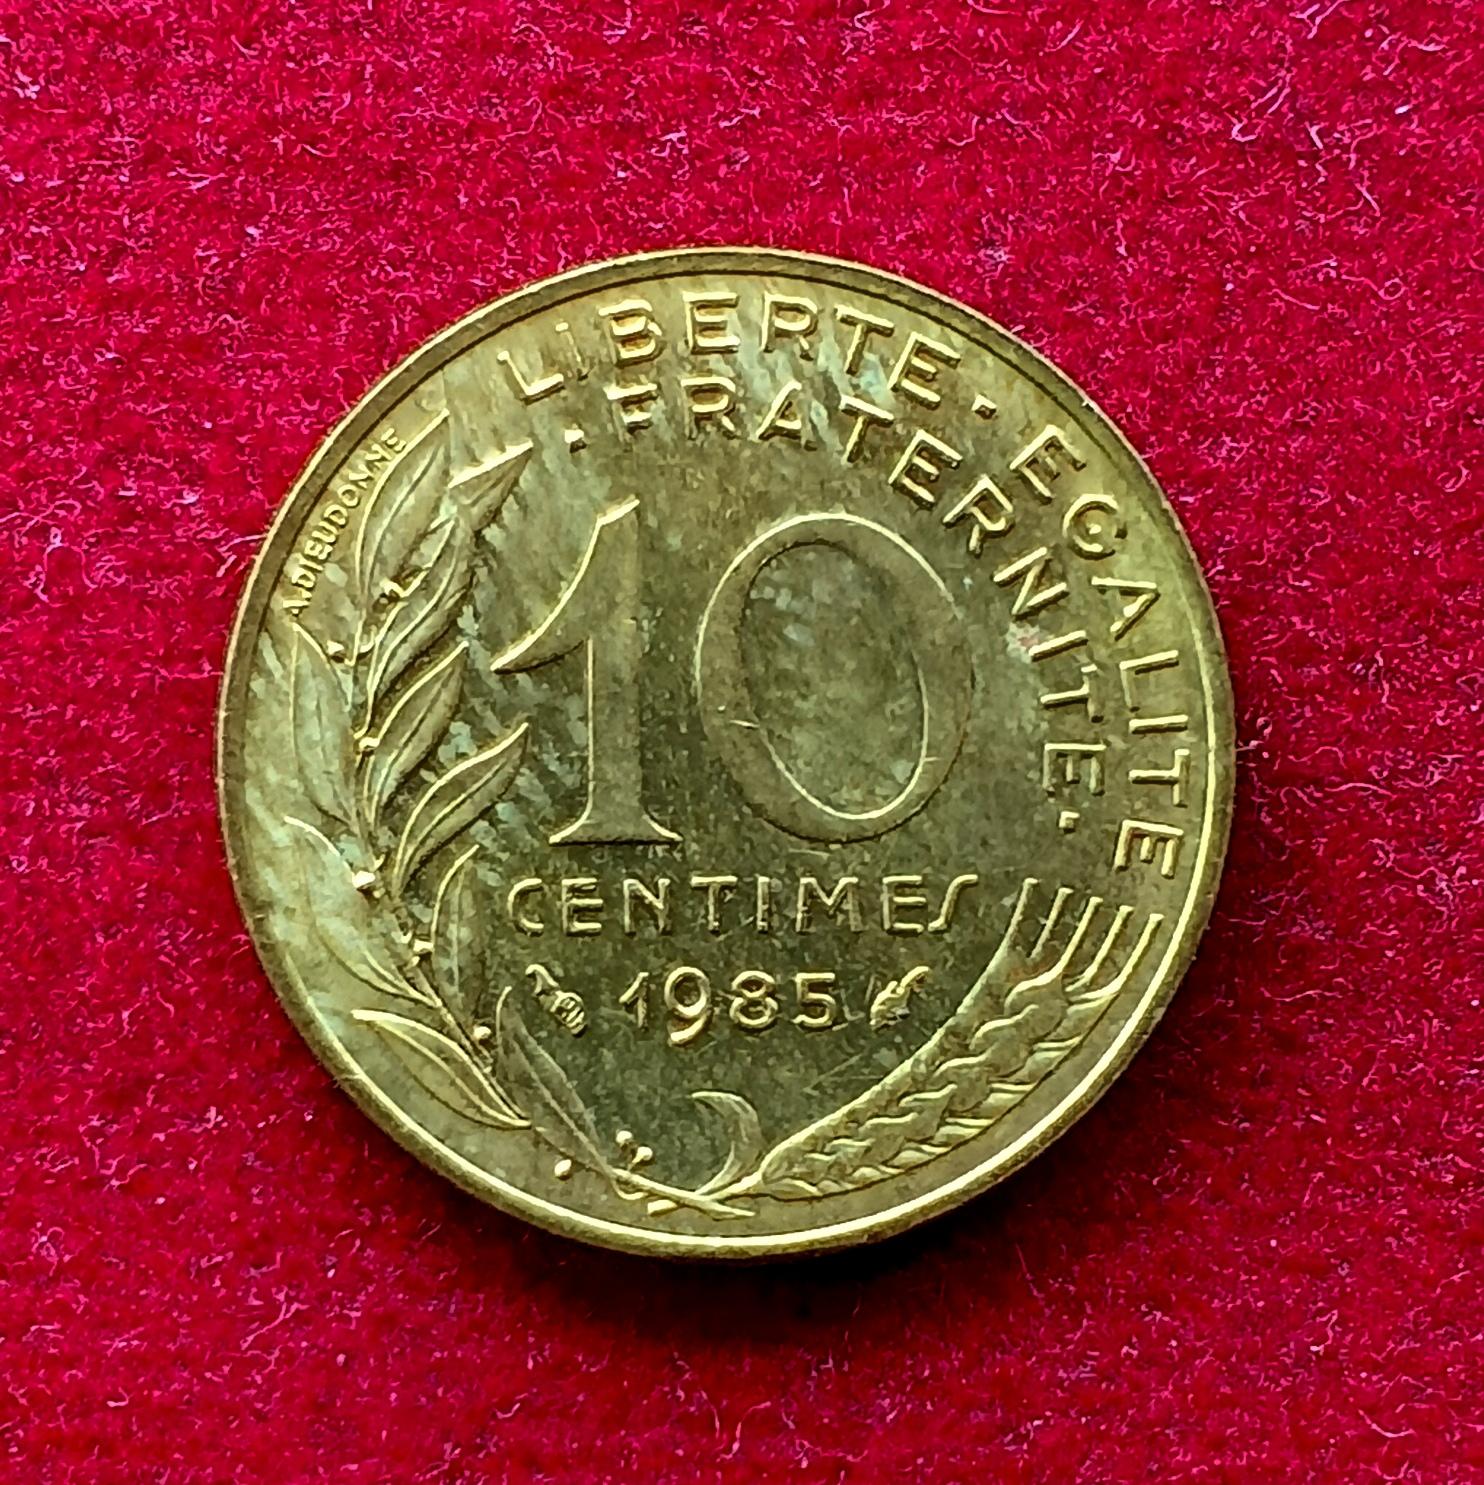 LIBERTE·EGALITE
·FRATERNITE·
A.DIEUDONNE
10
CENTIMES
1985